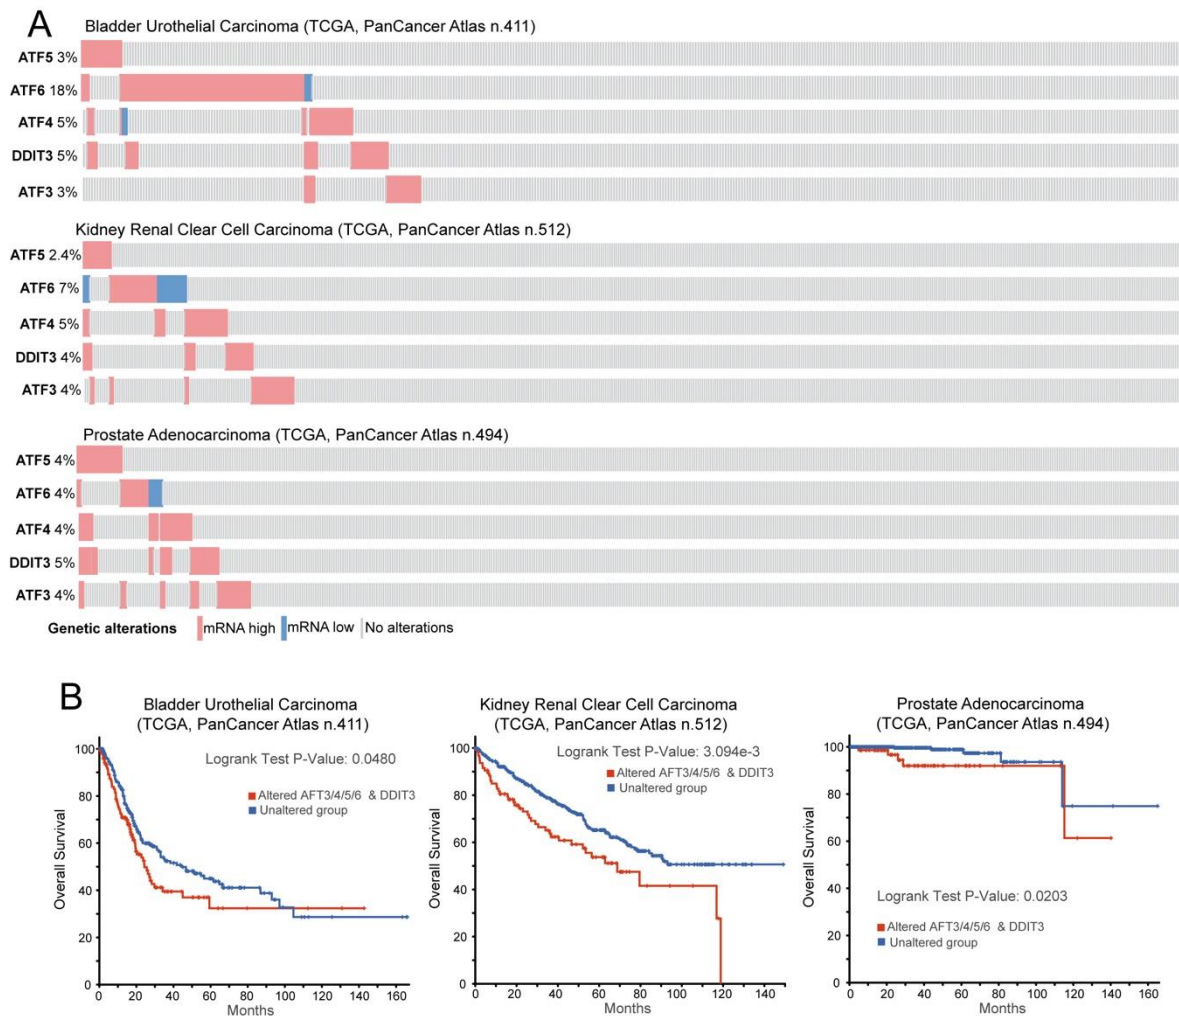 A
Bladder Urothelial Carcinoma (TCGA, PanCancer Atlas n.411)
ATF5 3%
ATF6 18%
ATF4 5%
DDIT3 5%
ATF3 3%
Kidney Renal Clear Cell Carcinoma (TCGA, PanCancer Atlas n.512)
ATF5 2.4%
ATF6 7%
ATF4 5%
DDIT3 4%
ATF3 4%
Prostate Adenocarcinoma (TCGA, PanCancer Atlas n.494)
ATF5 4%
ATF6 4%
ATF4 4%
DDIT3 5%
ATF3 4%
Genetic alterations mRNA high mRNA low No alterations
B
Bladder Urothelial Carcinoma
(TCGA, PanCancer Atlas n.411)
Logrank Test P-Value: 0.0480
Altered AFT3/4/5/6 & DDIT3
Unaltered group
Overall Survival
100
80
60
40
20
0
0 20 40 60 80 100 120 140 160
Months
Kidney Renal Clear Cell Carcinoma
(TCGA, PanCancer Atlas n.512)
Logrank Test P-Value: 3.094e-3
Altered AFT3/4/5/6 & DDIT3
Unaltered group
Overall Survival
100
80
60
40
20
0
0 20 40 60 80 100 120 140
Months
Prostate Adenocarcinoma
(TCGA, PanCancer Atlas n.494)
Logrank Test P-Value: 0.0203
Altered AFT3/4/5/6 & DDIT3
Unaltered group
Overall Survival
100
80
60
40
20
0
0 20 40 60 80 100 120 140 160
Months